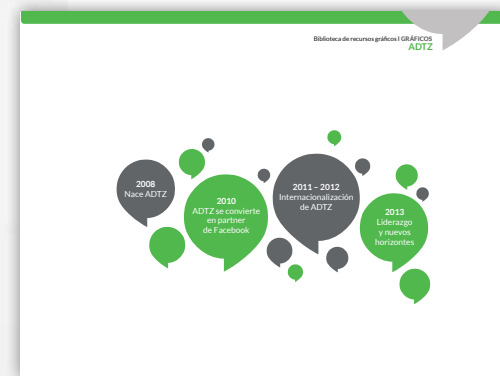 Biblioteca de recursos gráficos I GRÁFICOS
ADTZ
2008
Nace ADTZ
2010
ADTZ se convierte
en partner
de Facebook
2011 – 2012
Internacionalización
de ADTZ
2013
Liderazgo
y nuevos
horizontes